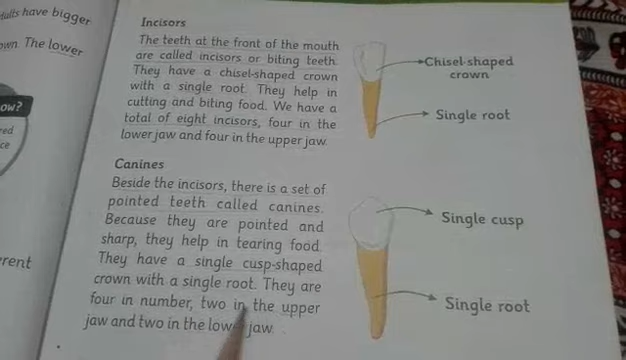 dults have bigger
own The lower
ow?
red
ce
rent
Incisors
The teeth at the front of the mouth
are called incisors or biting teeth.
They have a chisel-shaped crown
with a single root. They help in
cutting and biting food. We have a
total of eight incisors, four in the
lower jaw and four in the upper jaw.
Chisel-shaped
crown
Single root
Canines
Beside the incisors, there is a set of
pointed teeth called canines.
Because they are pointed and
sharp, they help in tearing food.
They have a single cusp-shaped
crown with a single root. They are
four in number, two in the upper
jaw and two in the low jaw.
Single cusp
Single root